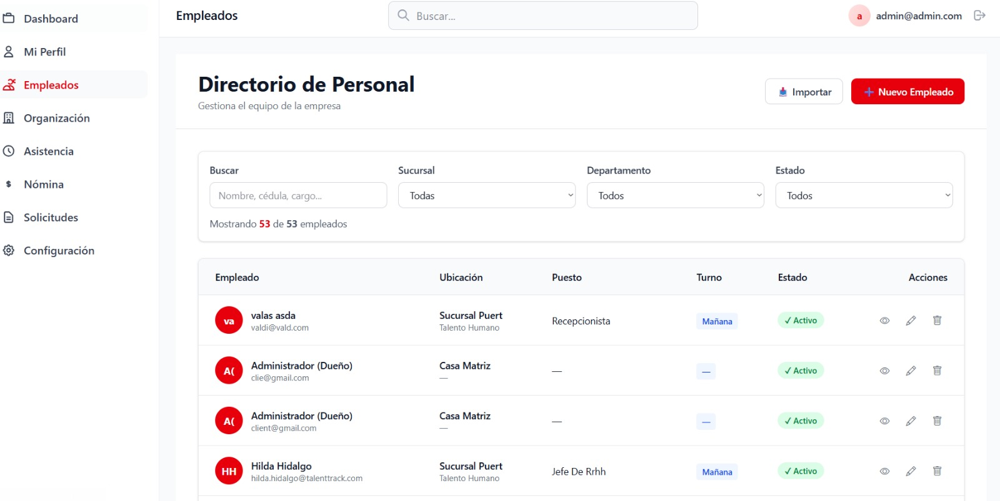 Dashboard
Mi Perfil
Empleados
Organización
Asistencia
Nómina
Solicitudes
Configuración
Empleados
Buscar...
a admin@admin.com
Directorio de Personal
Gestiona el equipo de la empresa
Importar
Nuevo Empleado
Buscar Sucursal Departamento Estado
Nombre, cédula, cargo... Todas Todos Todos
Mostrando 53 de 53 empleados
Empleado Ubicación Puesto Turno Estado Acciones
va valas asda Sucursal Puert Recepcionista Mañana ✓ Activo
valdi@vald.com Talento Humano
A( Administrador (Dueño) Casa Matriz — — ✓ Activo
clie@gmail.com —
A( Administrador (Dueño) Casa Matriz — — ✓ Activo
client@gmail.com —
HH Hilda Hidalgo Sucursal Puert Jefe De Rrhh Mañana ✓ Activo
hilda.hidalgo@talenttrack.com Talento Humano